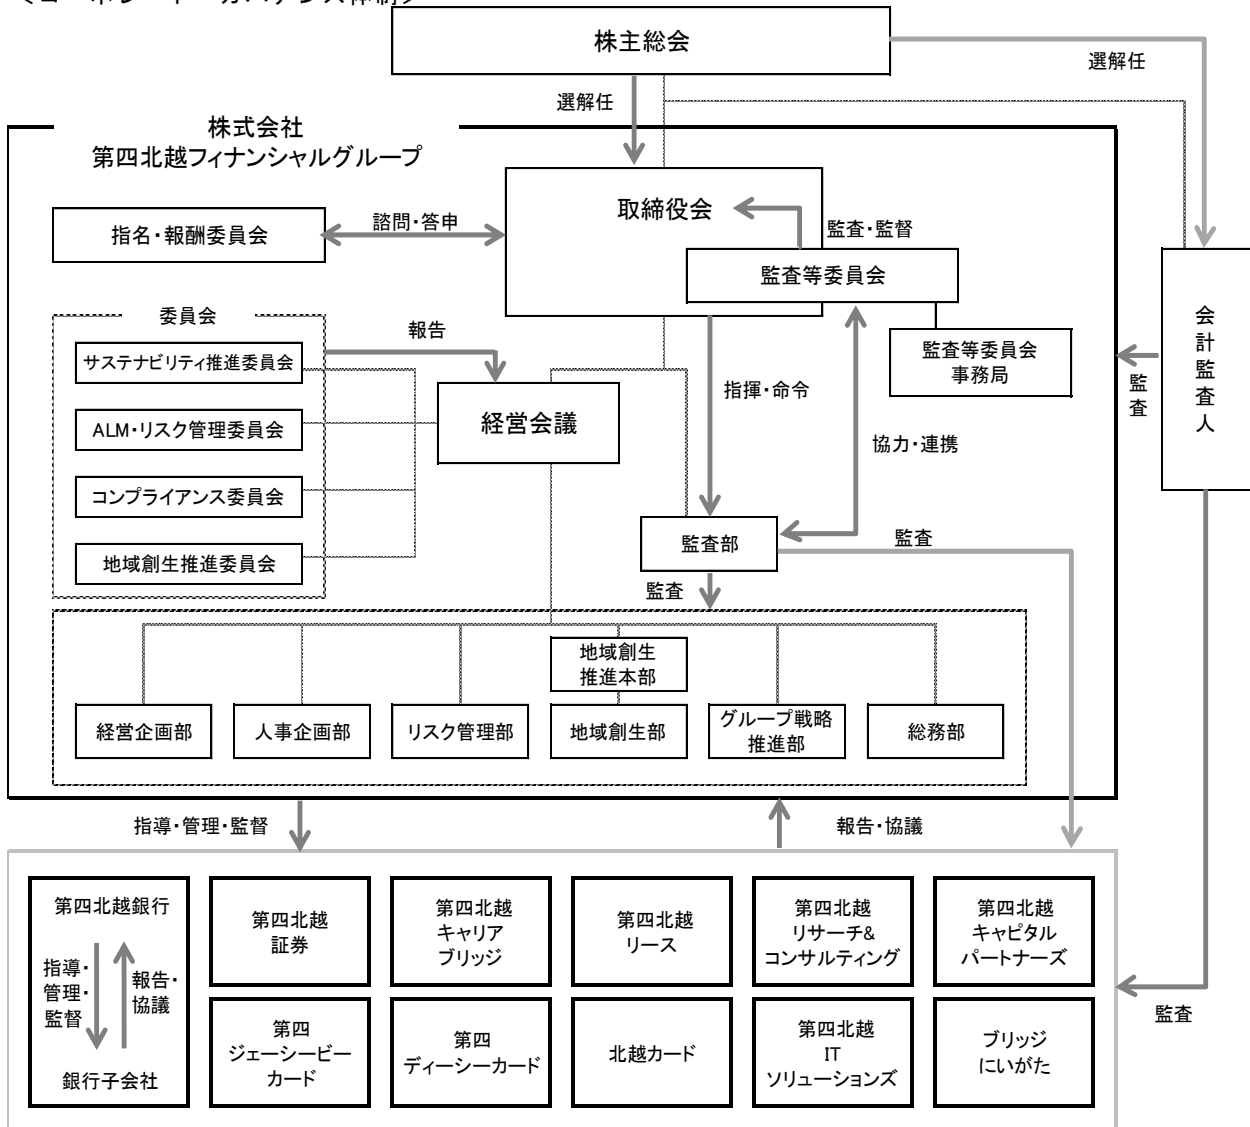 株主総会
選解任
選解任
株式会社
第四北越フィナンシャルグループ
取締役会
指名・報酬委員会
諮問・答申
監査・監督
監査等委員会
委員会
報告
サステナビリティ推進委員会
ALM・リスク管理委員会
コンプライアンス委員会
地域創生推進委員会
経営会議
指揮・命令
監査等委員会
事務局
協力・連携
会計監査人
監査
監査部
監査
監査
地域創生
推進本部
経営企画部
人事企画部
リスク管理部
地域創生部
グループ戦略
推進部
総務部
指導・管理・監督
報告・協議
第四北越銀行
指導・
管理・
監督
報告・
協議
銀行子会社
第四北越
証券
第四北越
キャリア
ブリッジ
第四北越
リース
第四北越
リサーチ&
コンサルティング
第四北越
キャピタル
パートナーズ
監査
第四
ジェーシービー
カード
第四
ディーシーカード
北越カード
第四北越
IT
ソリューションズ
ブリッジ
にいがた